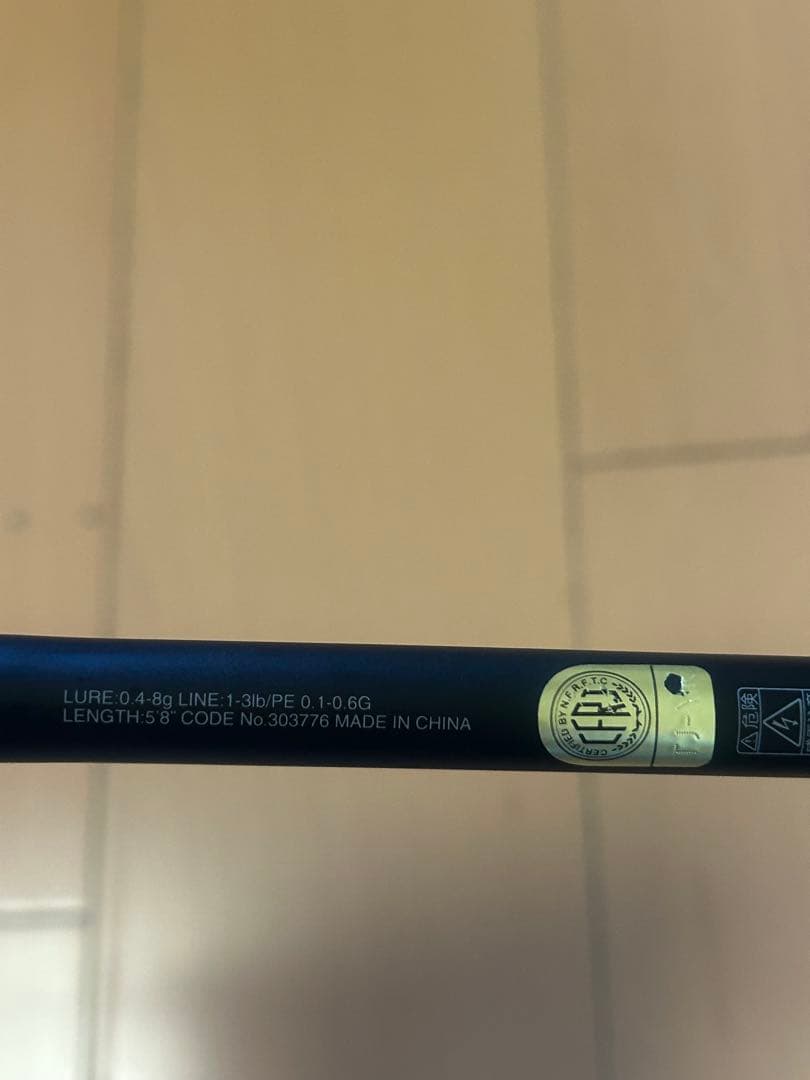 LURE:0.4-8g LINE:1-3lb/PE 0.1-0.6G
LENGTH:5'8" CODE No.303776 MADE IN CHINA
CERTIFIED BY N.F.R.F.T.C
CFRT
危険